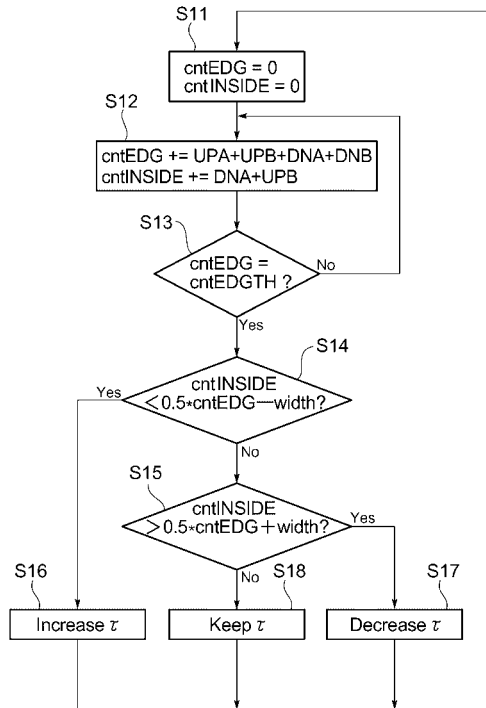 S11
cntEDG = 0
cntINSIDE = 0
S12
cntEDG += UPA+UPB+DNA+DNB
cntINSIDE += DNA+UPB
S13
cntEDG =
cntEDGTH ?
No
Yes
S14
cntINSIDE
<0.5*cntEDG−width?
Yes
No
S15
cntINSIDE
>0.5*cntEDG+width?
Yes
No
S16
S18
S17
Increase τ
Keep τ
Decrease τ